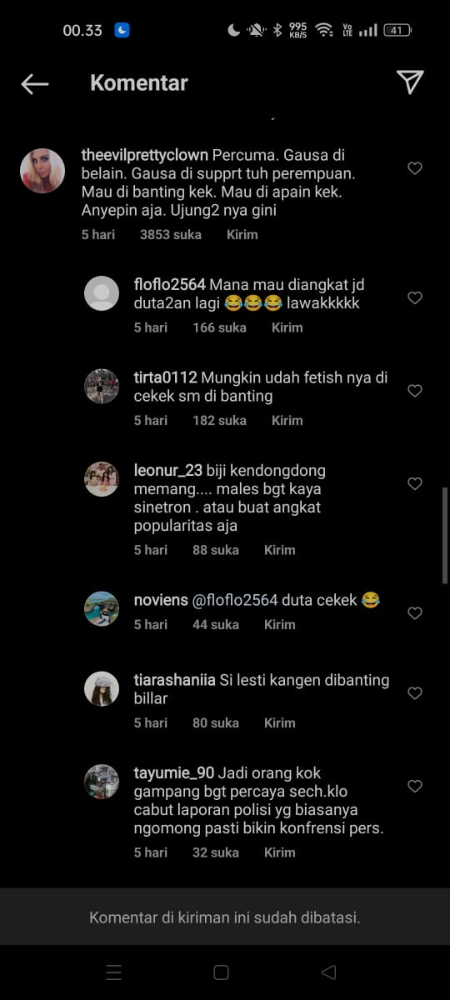 00.33
995
KB/S
Vo
LTE
41
Komentar
theevilprettyclown Percuma. Gausa di
belain. Gausa di supprt tuh perempuan.
Mau di banting kek. Mau di apain kek.
Anyepin aja. Ujung2 nya gini
5 hari 3853 suka Kirim
floflo2564 Mana mau diangkat jd
duta2an lagi 😂😂😂 lawakkkkk
5 hari 166 suka Kirim
tirta0112 Mungkin udah fetish nya di
cekek sm di banting
5 hari 182 suka Kirim
leonur_23 biji kendongdong
memang.... males bgt kaya
sinetron . atau buat angkat
popularitas aja
5 hari 88 suka Kirim
noviens @floflo2564 duta cekek 😂
5 hari 44 suka Kirim
tiarashaniia Si lesti kangen dibanting
billar
5 hari 80 suka Kirim
tayumie_90 Jadi orang kok
gampang bgt percaya sech.klo
cabut laporan polisi yg biasanya
ngomong pasti bikin konfrensi pers.
5 hari 32 suka Kirim
Komentar di kiriman ini sudah dibatasi.